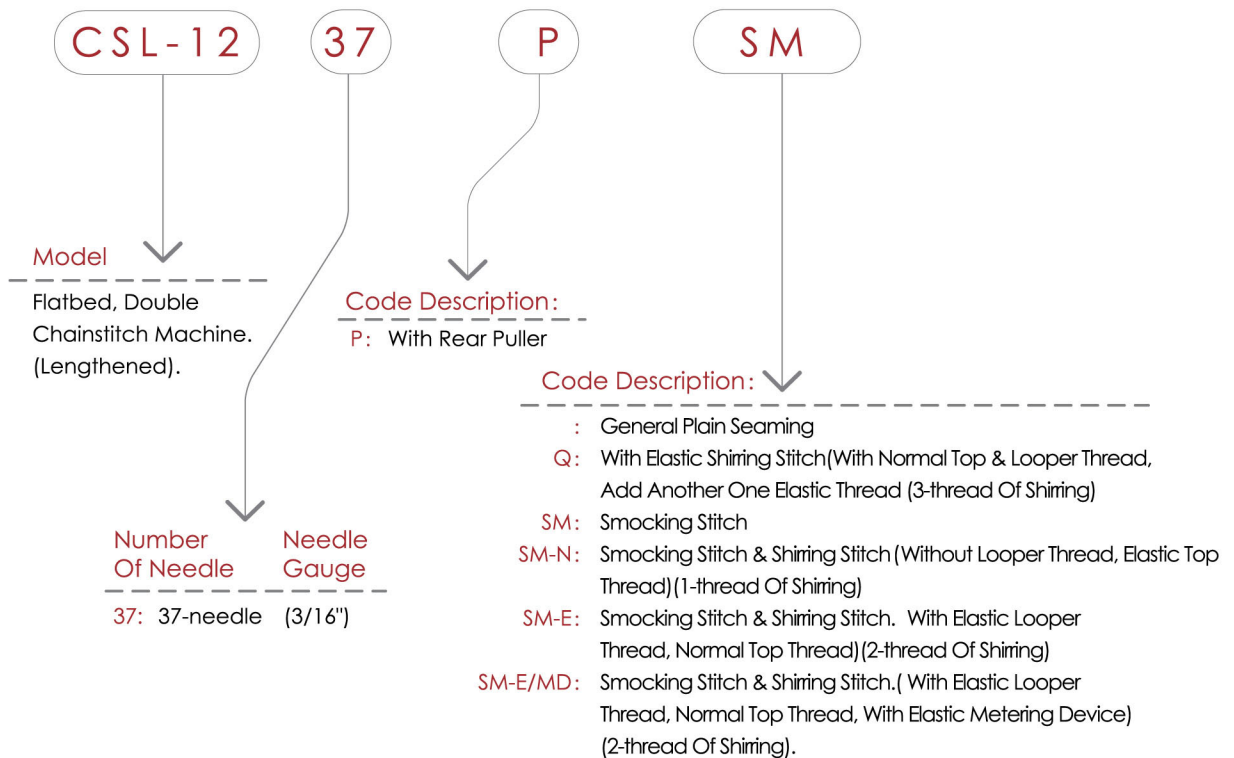 CSL-12 37 P SM
Model
Flatbed, Double
Chainstitch Machine.
(Lengthened).
Code Description:
P: With Rear Puller
Number
Of Needle
Needle
Gauge
37: 37-needle (3/16")
Code Description:
: General Plain Seaming
Q: With Elastic Shirring Stitch(With Normal Top & Looper Thread,
Add Another One Elastic Thread (3-thread Of Shirring)
SM: Smocking Stitch
SM-N: Smocking Stitch & Shirring Stitch (Without Looper Thread, Elastic Top
Thread)(1-thread Of Shirring)
SM-E: Smocking Stitch & Shirring Stitch. With Elastic Looper
Thread, Normal Top Thread)(2-thread Of Shirring)
SM-E/MD: Smocking Stitch & Shirring Stitch.( With Elastic Looper
Thread, Normal Top Thread, With Elastic Metering Device)
(2-thread Of Shirring).